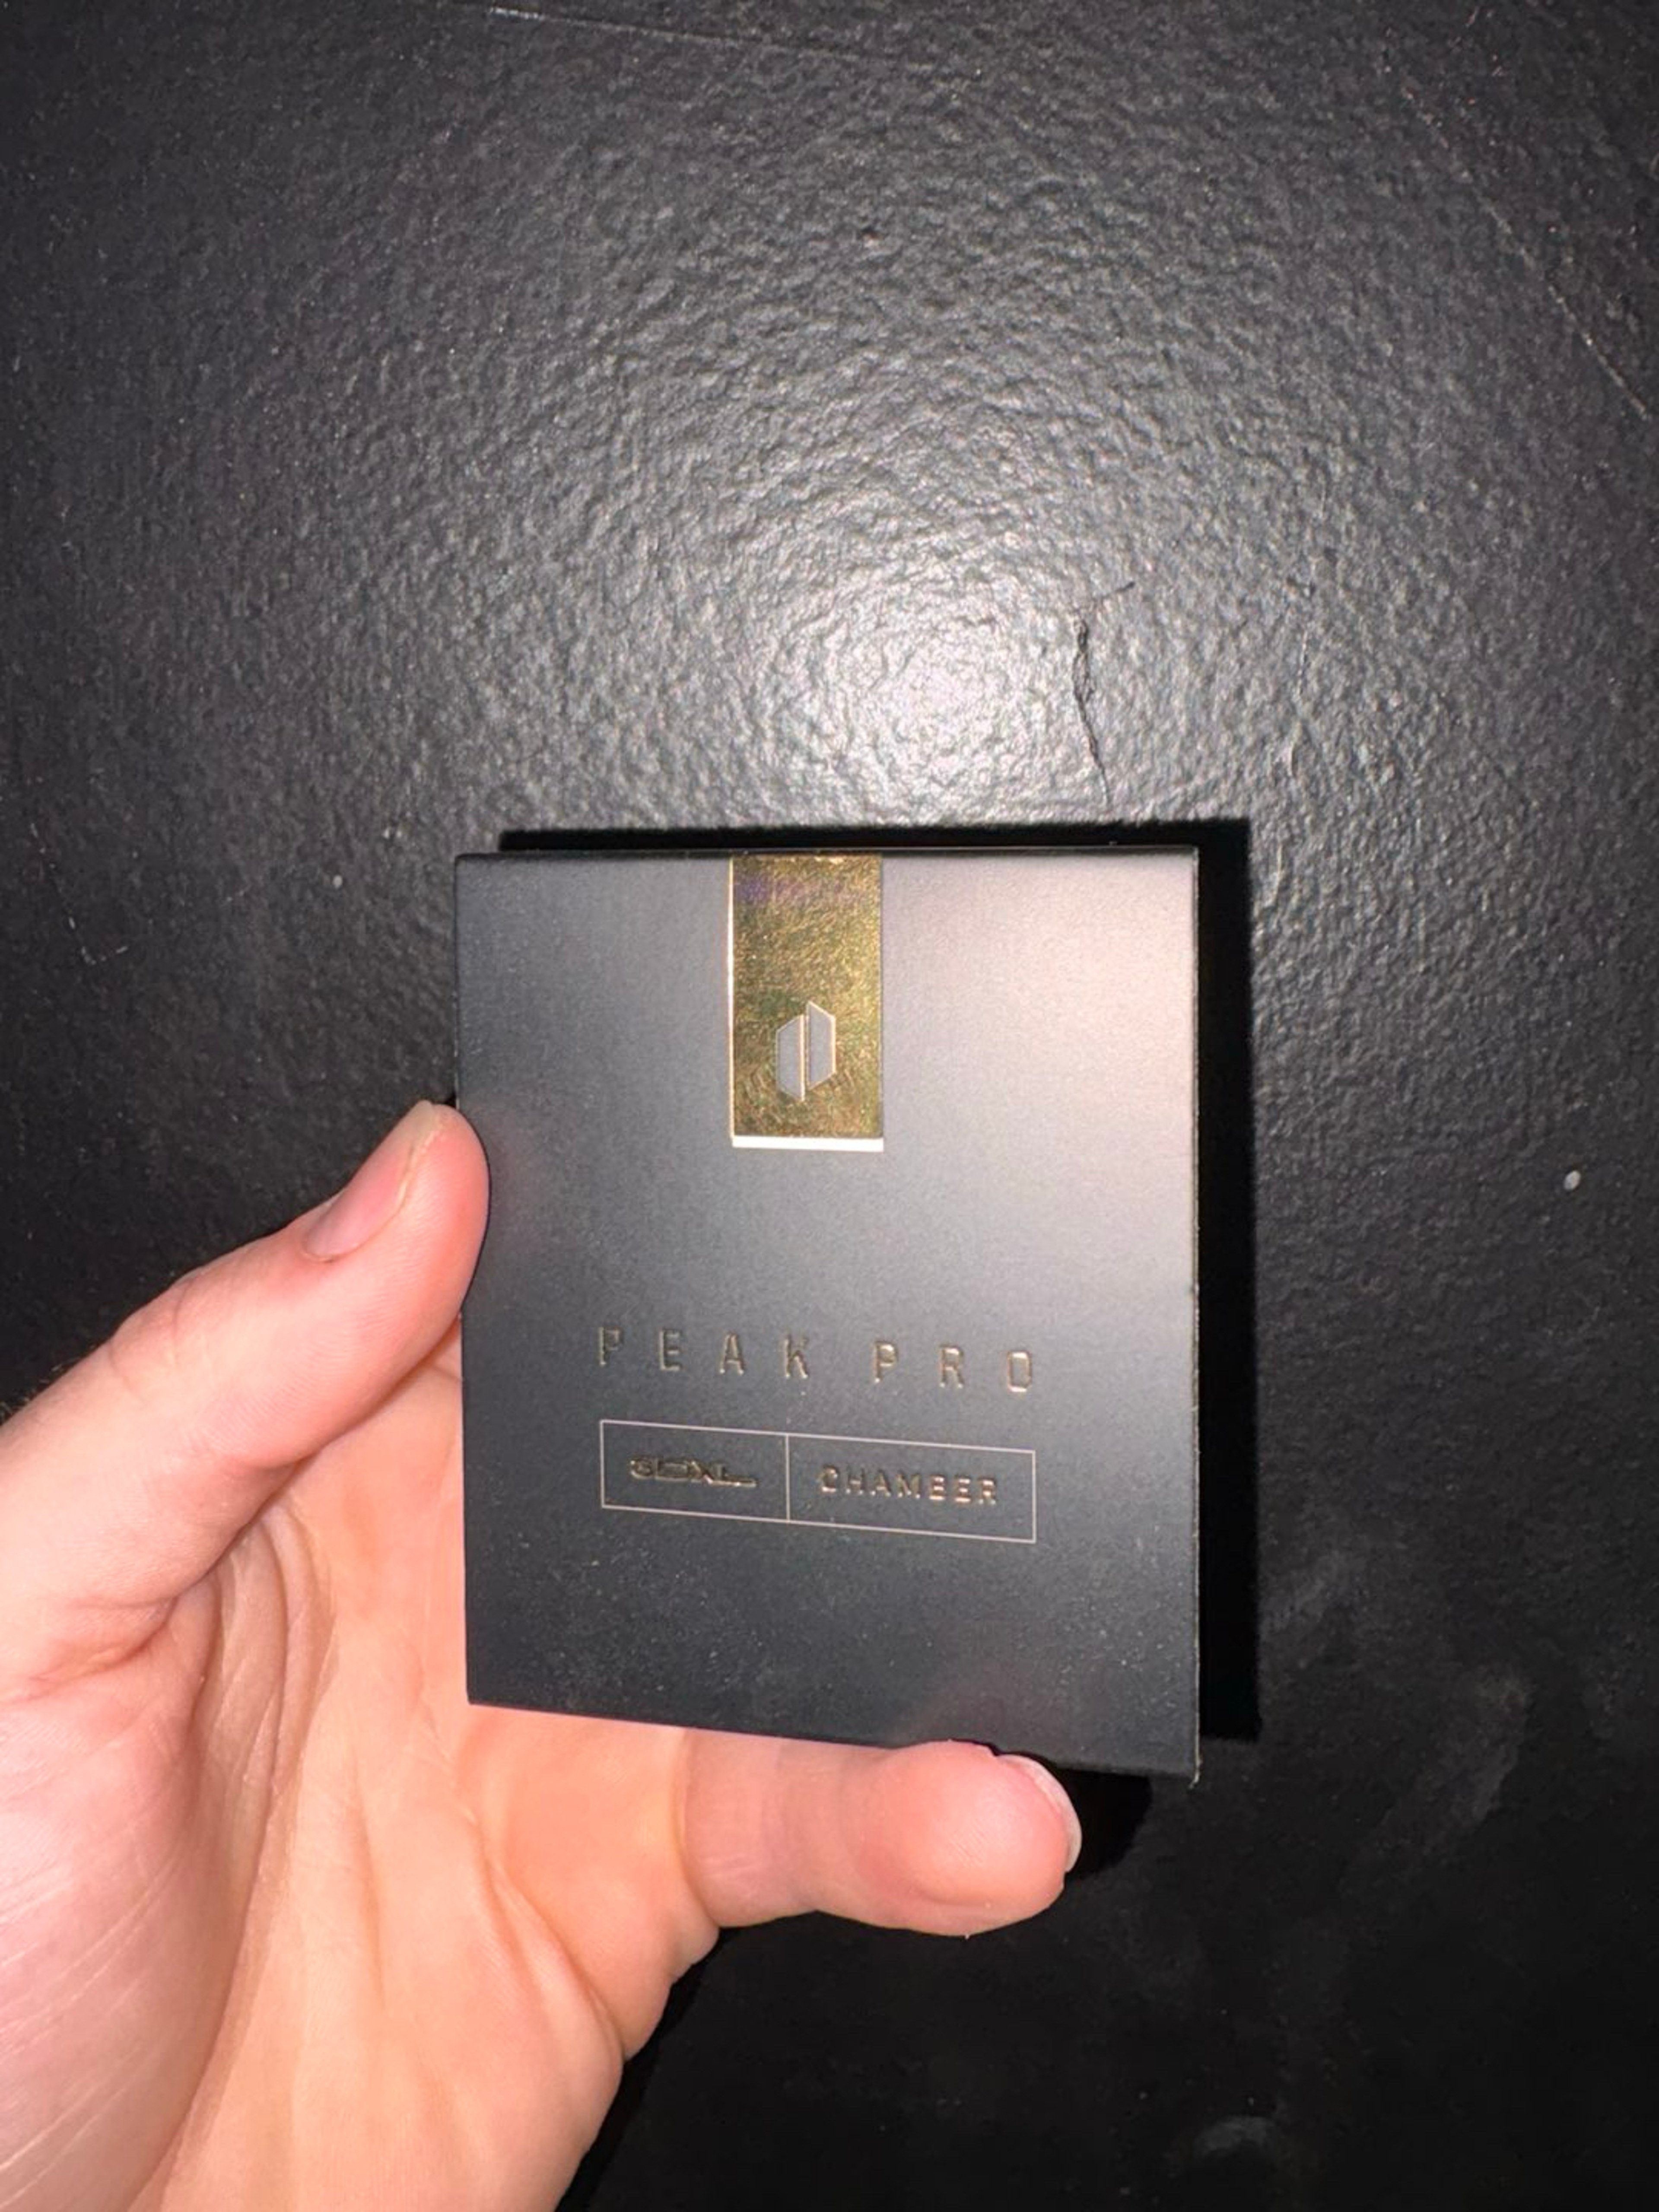 PEAK PRO
3DXL CHAMBER